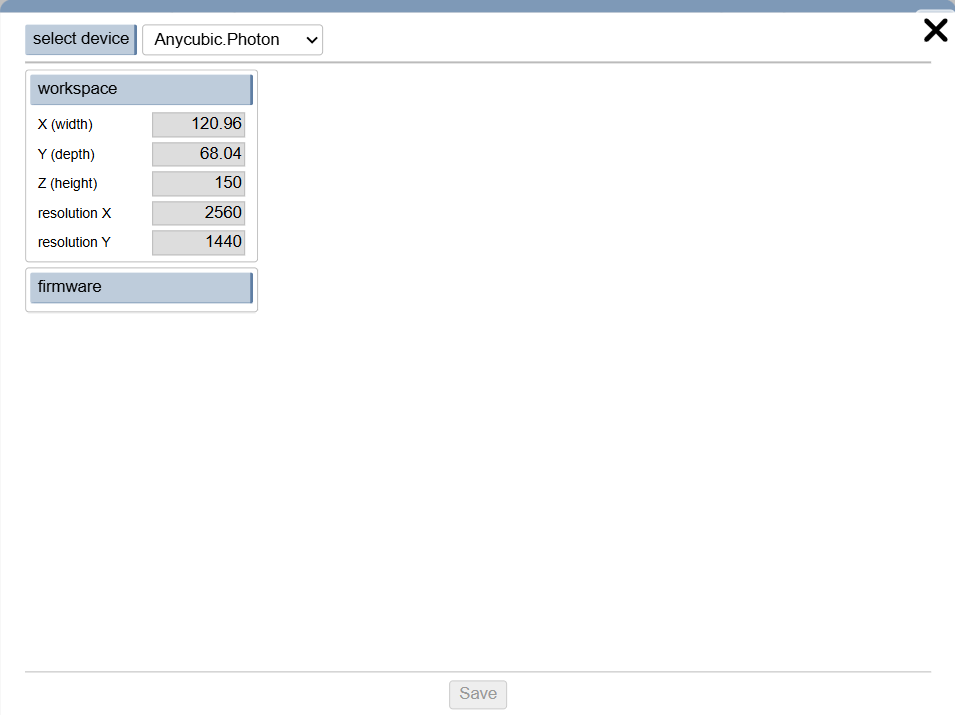 select device Anycubic.Photon
workspace
X (width) 120.96
Y (depth) 68.04
Z (height) 150
resolution X 2560
resolution Y 1440
firmware
Save